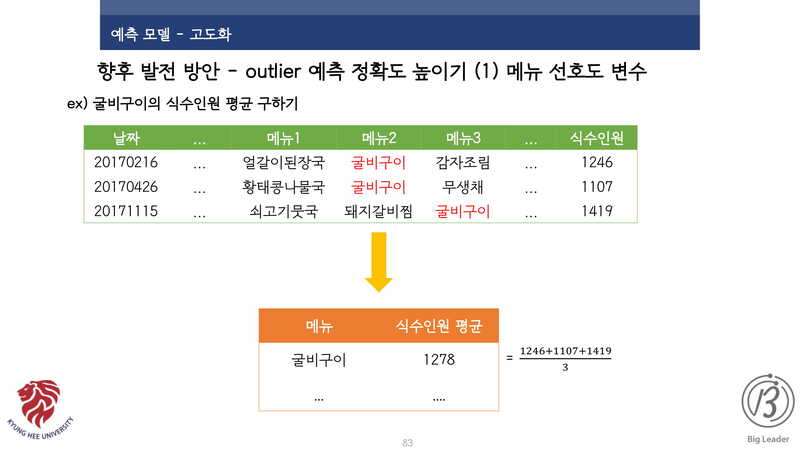 예측 모델 - 고도화
향후 발전 방안 - outlier 예측 정확도 높이기 (1) 메뉴 선호도 변수
ex) 굴비구이의 식수인원 평균 구하기
날짜 ... 메뉴1 메뉴2 메뉴3 ... 식수인원
20170216 ... 얼갈이된장국 굴비구이 감자조림 ... 1246
20170426 ... 황태콩나물국 굴비구이 무생채 ... 1107
20171115 ... 쇠고기뭇국 돼지갈비찜 굴비구이 ... 1419
메뉴 식수인원 평균
굴비구이 1278
... ....
= 1246+1107+1419
3
KYUNG HEE UNIVERSITY
83
Big Leader